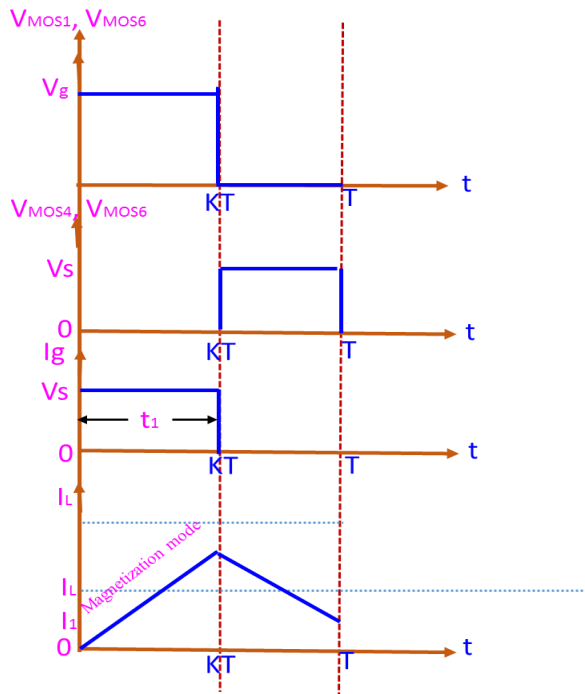 VMOS1, VMOS6
Vg
t
KT T
VMOS4, VMOS6
Vs
0
t
KT T
Ig
Vs
t1
0
t
KT T
IL
Magnetization mode
IL
I1
0
t
KT T